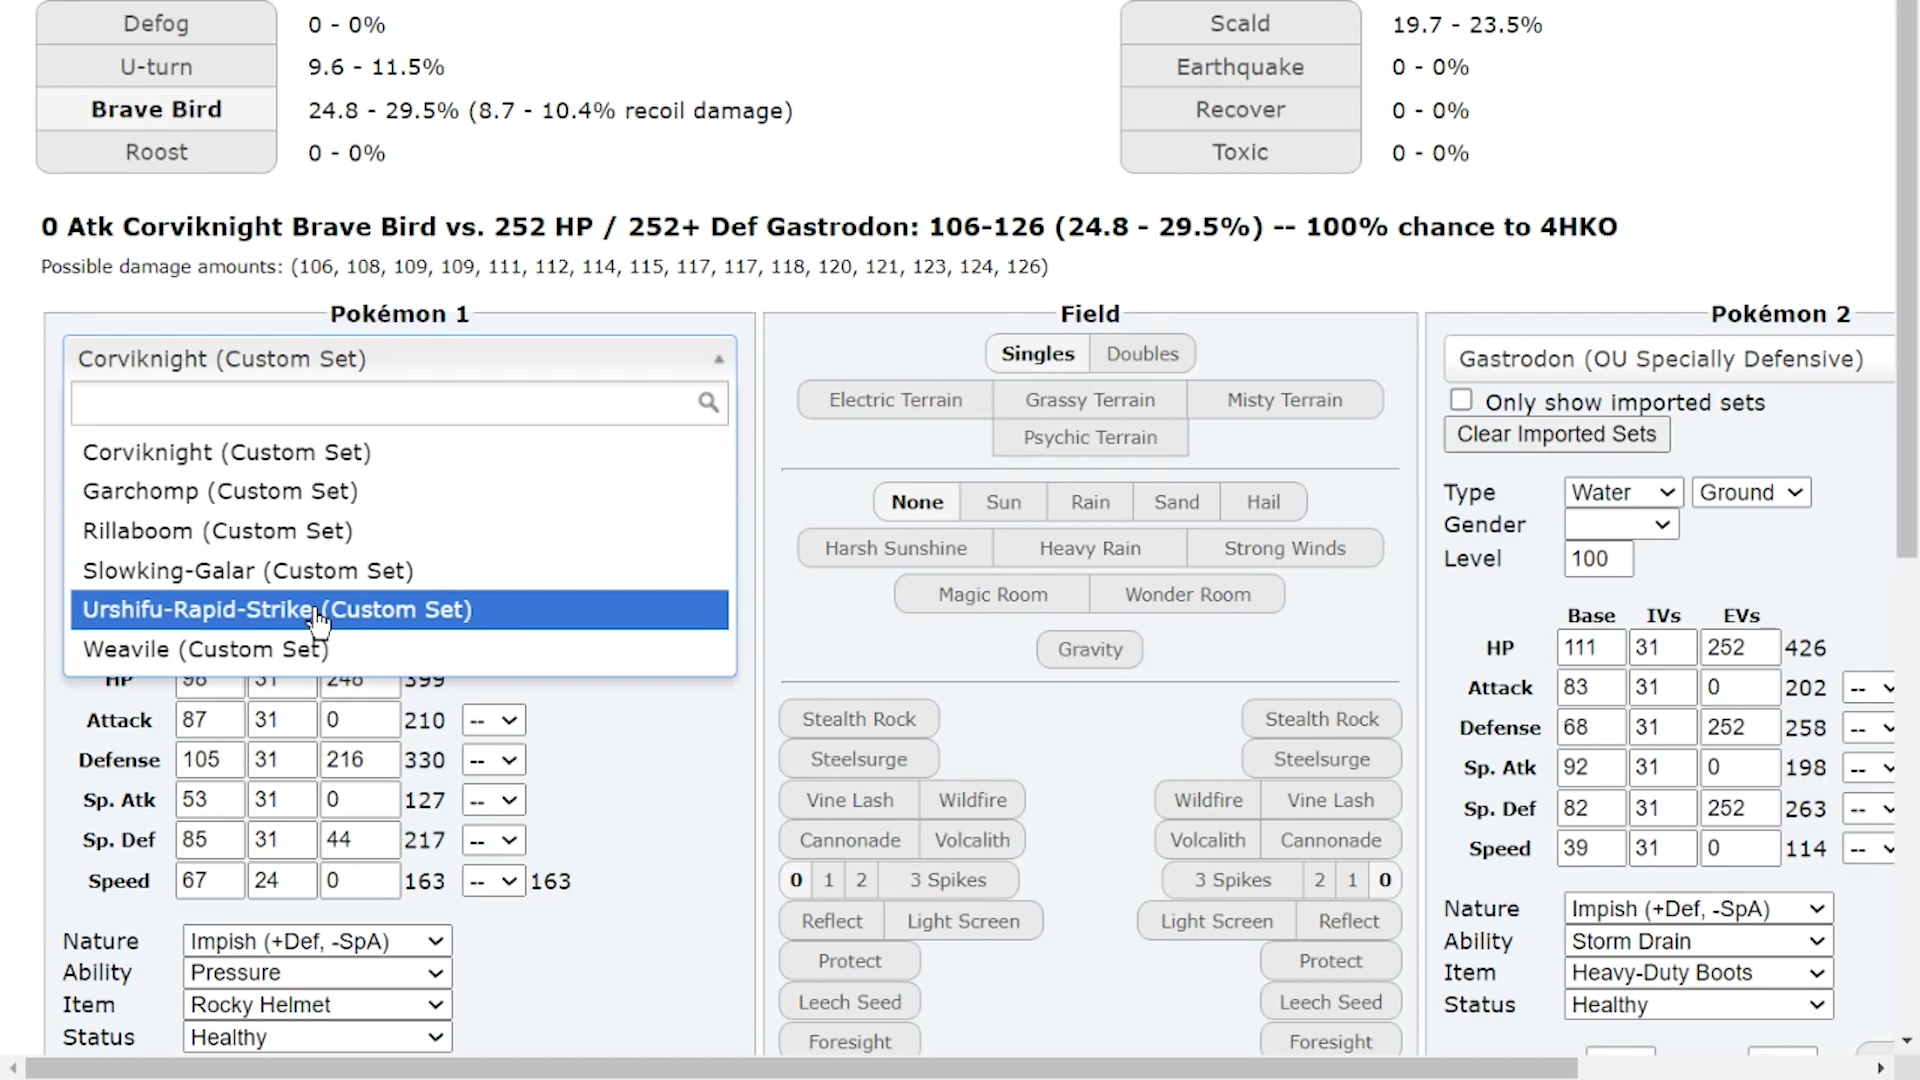 Defog 0 - 0%
U-turn 9.6 - 11.5%
Brave Bird 24.8 - 29.5% (8.7 - 10.4% recoil damage)
Roost 0 - 0%
Scald 19.7 - 23.5%
Earthquake 0 - 0%
Recover 0 - 0%
Toxic 0 - 0%
0 Atk Corviknight Brave Bird vs. 252 HP / 252+ Def Gastrodon: 106-126 (24.8 - 29.5%) -- 100% chance to 4HKO
Possible damage amounts: (106, 108, 109, 109, 111, 112, 114, 115, 117, 117, 118, 120, 121, 123, 124, 126)
Pokémon 1
Corviknight (Custom Set)
Corviknight (Custom Set)
Garchomp (Custom Set)
Rillaboom (Custom Set)
Slowking-Galar (Custom Set)
Urshifu-Rapid-Strike (Custom Set)
Weavile (Custom Set)
HP 98 31 248 399
Attack 87 31 0 210 --
Defense 105 31 216 330 --
Sp. Atk 53 31 0 127 --
Sp. Def 85 31 44 217 --
Speed 67 24 0 163 -- 163
Nature Impish (+Def, -SpA)
Ability Pressure
Item Rocky Helmet
Status Healthy
Field
Singles Doubles
Electric Terrain Grassy Terrain Misty Terrain
Psychic Terrain
None Sun Rain Sand Hail
Harsh Sunshine Heavy Rain Strong Winds
Magic Room Wonder Room
Gravity
Stealth Rock Stealth Rock
Steelsurge Steelsurge
Vine Lash Wildfire Wildfire Vine Lash
Cannonade Volcalith Volcalith Cannonade
0 1 2 3 Spikes 3 Spikes 2 1 0
Reflect Light Screen Light Screen Reflect
Protect Protect
Leech Seed Leech Seed
Foresight Foresight
Pokémon 2
Gastrodon (OU Specially Defensive)
Only show imported sets
Clear Imported Sets
Type Water Ground
Gender
Level 100
Base IVs EVs
HP 111 31 252 426
Attack 83 31 0 202 --
Defense 68 31 252 258 --
Sp. Atk 92 31 0 198 --
Sp. Def 82 31 252 263 --
Speed 39 31 0 114 --
Nature Impish (+Def, -SpA)
Ability Storm Drain
Item Heavy-Duty Boots
Status Healthy